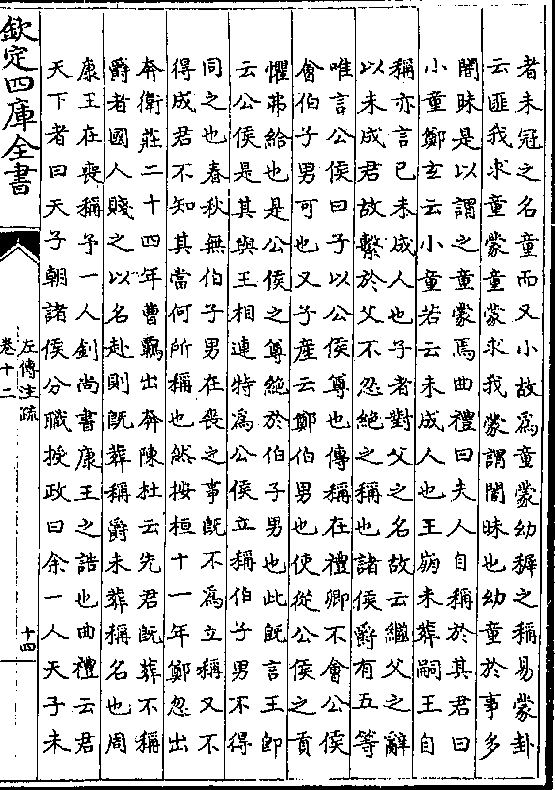 者未冠之名童而又小故爲童蒙幼穉之稱易蒙卦
云匪我求童蒙童蒙求我蒙謂闇昧也幼童於事多
闇昧是以謂之童蒙焉曲禮曰夫人自稱於其君曰
小童鄭玄云小童若云未成人也王崩未葬嗣王自
稱亦言己未成人也子者對父之名故云繼父之辭
以未成君故繫於父不忍絶之稱也諸侯爵有五等
唯言公侯曰子以公侯尊也傳稱在禮卿不會公侯
會伯子男可也又子產云鄭伯男也使從公侯之貢
懼弗給也是公侯之尊絶於伯子男也此既言王即
云公侯是其與王相連特爲公侯立稱伯子男不得
同之也春秋無伯子男在喪之事既不爲立稱又不
得成君不知其當何所稱也然按桓十一年鄭忽出
奔衛莊二十四年曹羈出奔陳杜云先君既葬不稱
爵者國人賤之以名赴則既葬稱爵未葬稱名也周
康王在喪稱予一人釗尚書康王之誥也曲禮云君
天下者曰天子朝諸侯分職授政曰余一人天子未
欽定四庫全書
左傳注疏
卷十二
十四